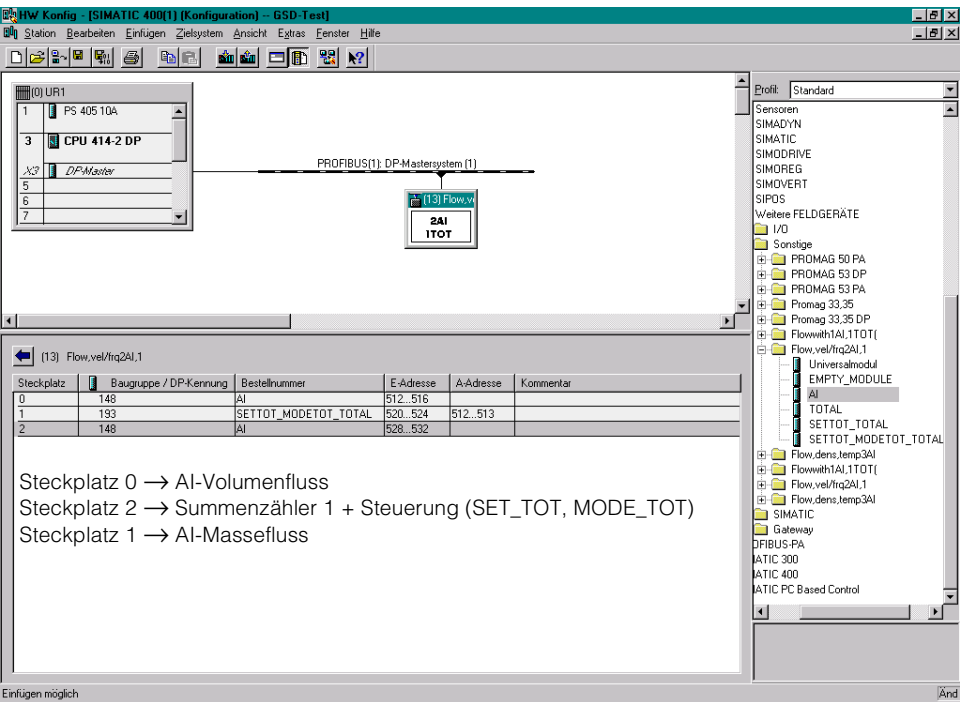 HW Konfig - [SIMATIC 400(1) (Konfiguration) -- GSD-Test]
Station Bearbeiten Einfügen Zielsystem Ansicht Extras Fenster Hilfe
(0) UR1
1 PS 405 10A
3 CPU 414-2 DP
X3 DP-Master
5
6
7
PROFIBUS(1): DP-Mastersystem (1)
(13) Flow,v
2AI
1TOT
(13) Flow,vel/frq2AI,1
Steckplatz Baugruppe / DP-Kennung Bestellnummer E-Adresse A-Adresse Kommentar
0 148 AI 512...516
1 193 SETTOT_MODETOT_TOTAL 520...524 512...513
2 148 AI 528...532
Steckplatz 0 → AI-Volumenfluss
Steckplatz 2 → Summenzähler 1 + Steuerung (SET_TOT, MODE_TOT)
Steckplatz 1 → AI-Massefluss
Profil: Standard
Sensoren
SIMADYN
SIMATIC
SIMODRIVE
SIMOREG
SIMOVERT
SIPOS
Weitere FELDGERÄTE
I/O
Sonstige
PROMAG 50 PA
PROMAG 53 DP
PROMAG 53 PA
Promag 33,35
Promag 33,35 DP
Flowwith1AI,1TOT(
Flow,vel/frq2AI,1
Universalmodul
EMPTY_MODULE
AI
TOTAL
SETTOT_TOTAL
SETTOT_MODETOT_TOTAL
Flow,dens,temp3AI
Flowwith1AI,1TOT(
Flow,vel/frq2AI,1
Flow,dens,temp3AI
SIMATIC
Gateway
OFIBUS-PA
IATIC 300
IATIC 400
IATIC PC Based Control
Einfügen möglich
Änd